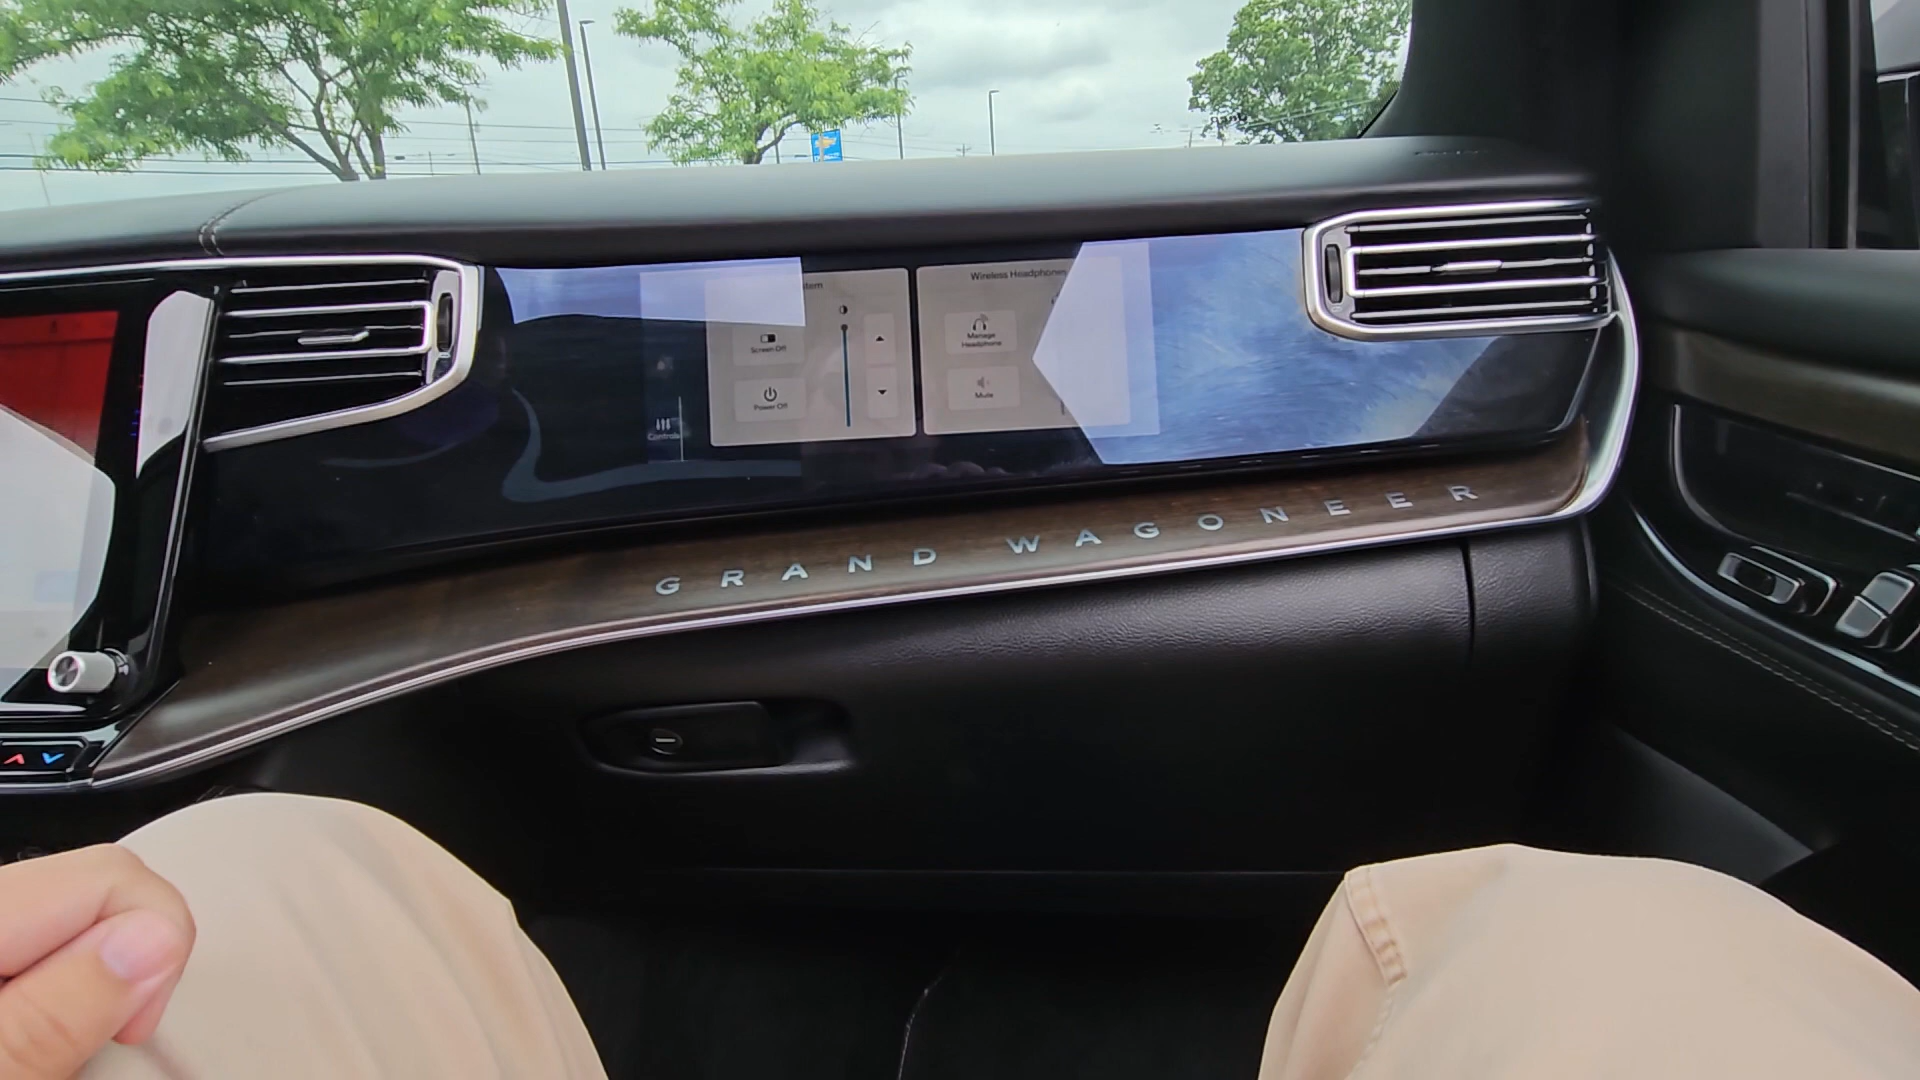 Wireless Headphones
Screen Off
Manage
Headphone
Power Off
Mute
Controls
GRAND WAGONEER